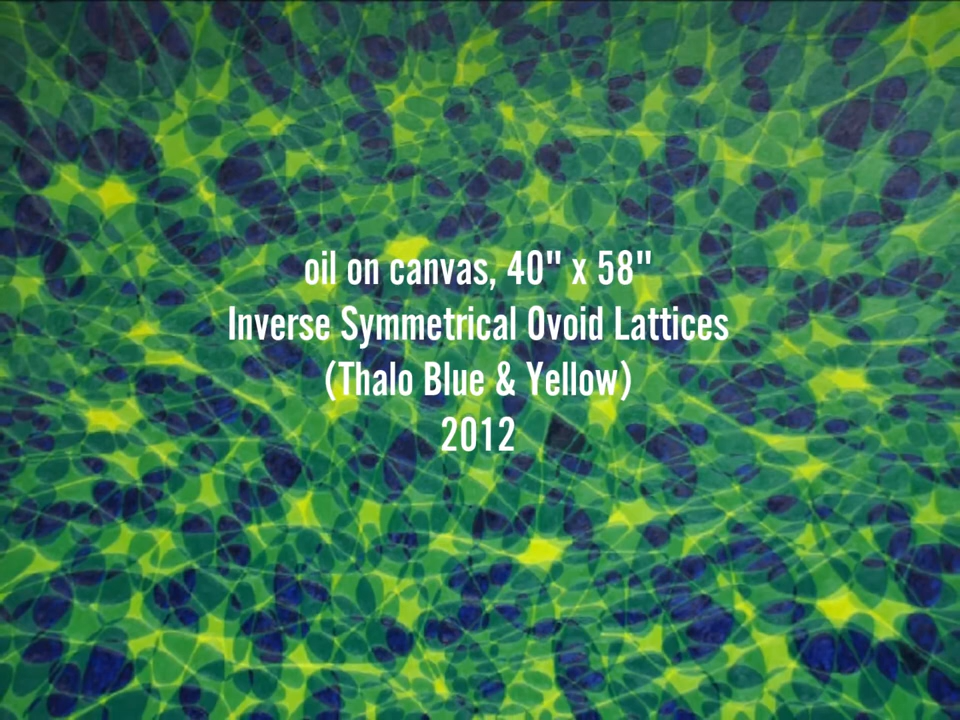 oil on canvas, 40" x 58"
Inverse Symmetrical Ovoid Lattices
(Thalo Blue & Yellow)
2012